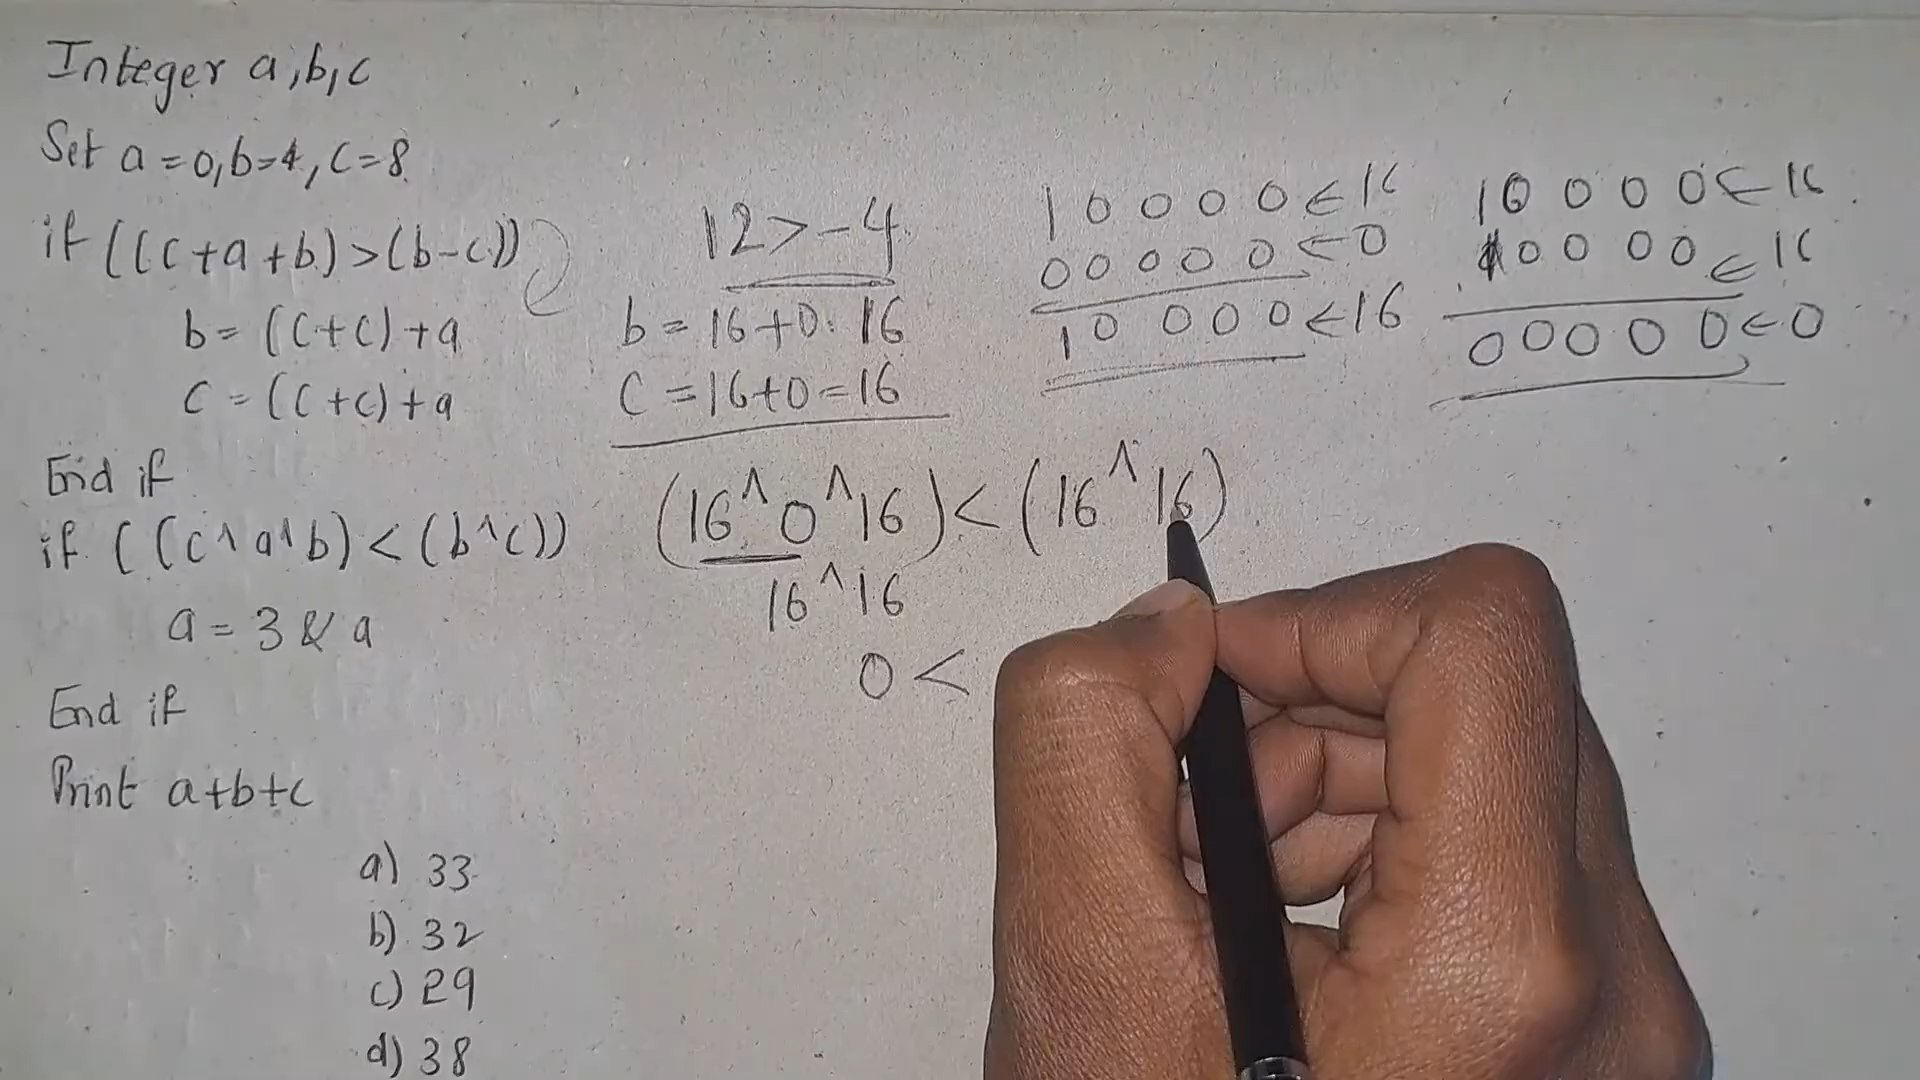 Integer a,b,c
Set a=0,b=4,c=8
if ((c+a+b)>(b-c))
b=(c+c)+a
c=(c+c)+a
End if
if ((c^a^b)<(b^c))
a=3 & a
End if
Print a+b+c
a) 33
b) 32
c) 29
d) 38
12>-4
b=16+0=16
c=16+0=16
(16^0^16)<(16^16)
16^16
0<
10000←16
00000←0
10000←16
10000←16
10000←16
00000←0